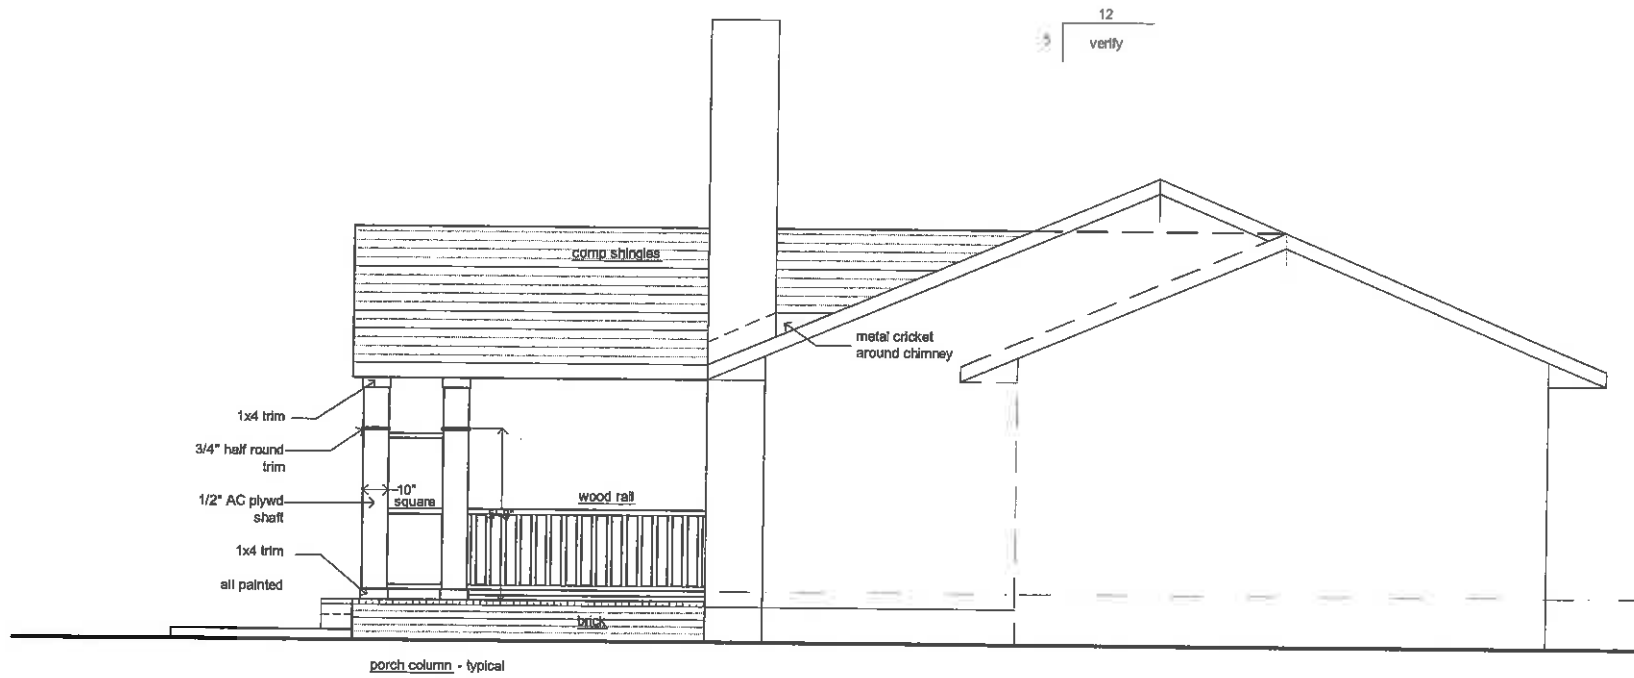 12
verify
comp shingles
metal cricket
around chimney
1x4 trim
3/4" half round
trim
10"
square
1/2" AC plywd
shaft
wood rail
1x4 trim
all painted
brick
porch column - typical